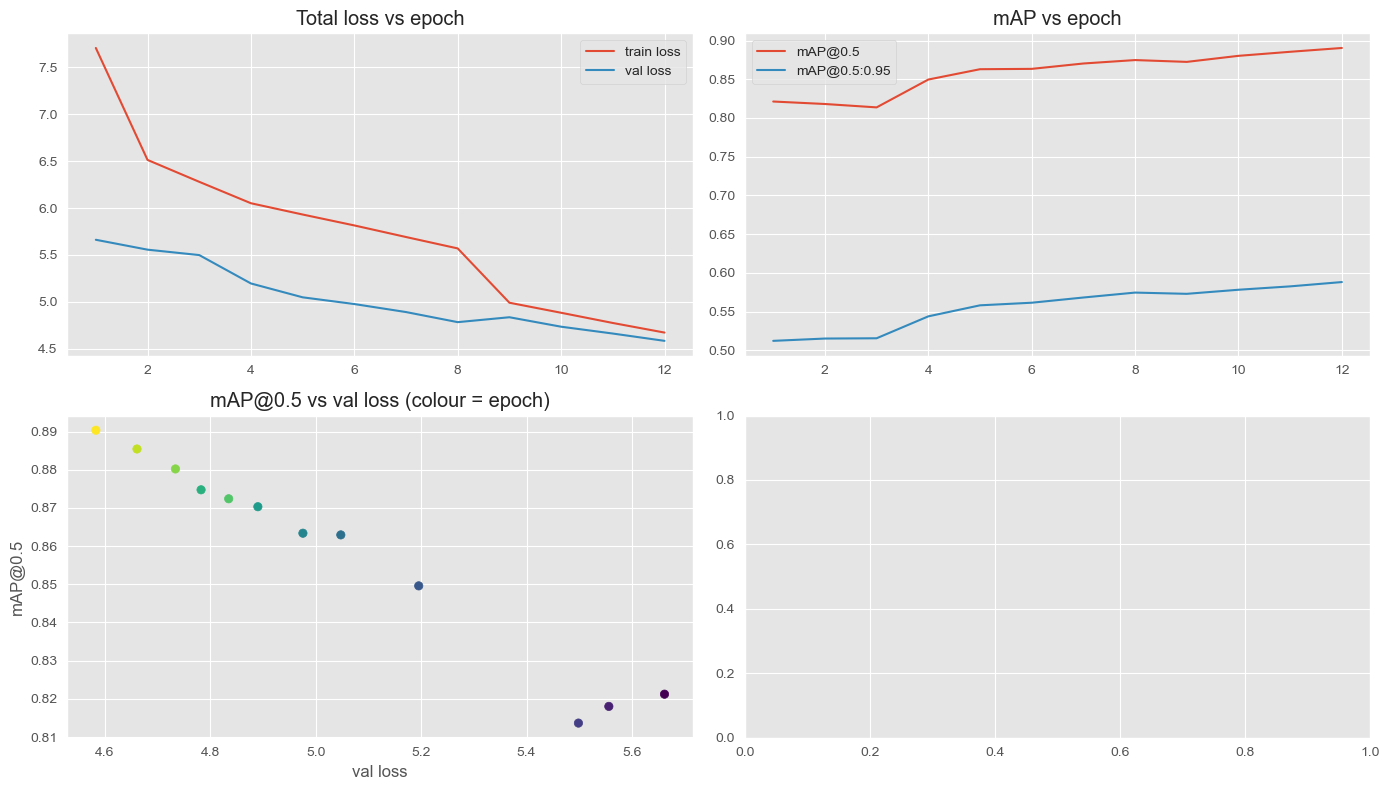 Total loss vs epoch
train loss
val loss
7.5
7.0
6.5
6.0
5.5
5.0
4.5
2 4 6 8 10 12
mAP vs epoch
mAP@0.5
mAP@0.5:0.95
0.90
0.85
0.80
0.75
0.70
0.65
0.60
0.55
0.50
2 4 6 8 10 12
mAP@0.5 vs val loss (colour = epoch)
mAP@0.5
0.89
0.88
0.87
0.86
0.85
0.84
0.83
0.82
0.81
4.6 4.8 5.0 5.2 5.4 5.6
val loss
1.0
0.8
0.6
0.4
0.2
0.0
0.0 0.2 0.4 0.6 0.8 1.0